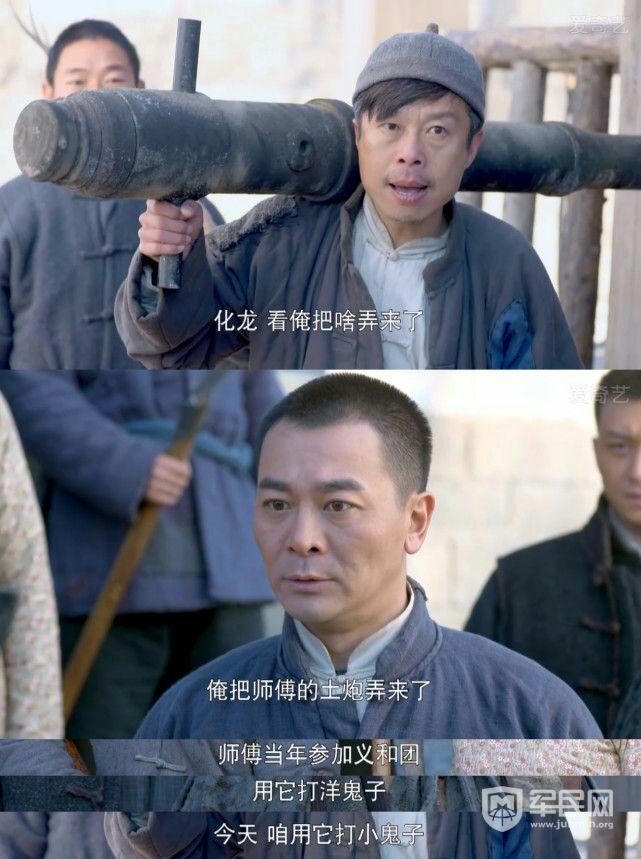 爱奇艺
化龙 看俺把啥弄来了
爱奇艺
俺把师傅的土炮弄来了
师傅当年参加义和团
用它打洋鬼子
今天 咱用它打小鬼子
军民网
www.junmin.org